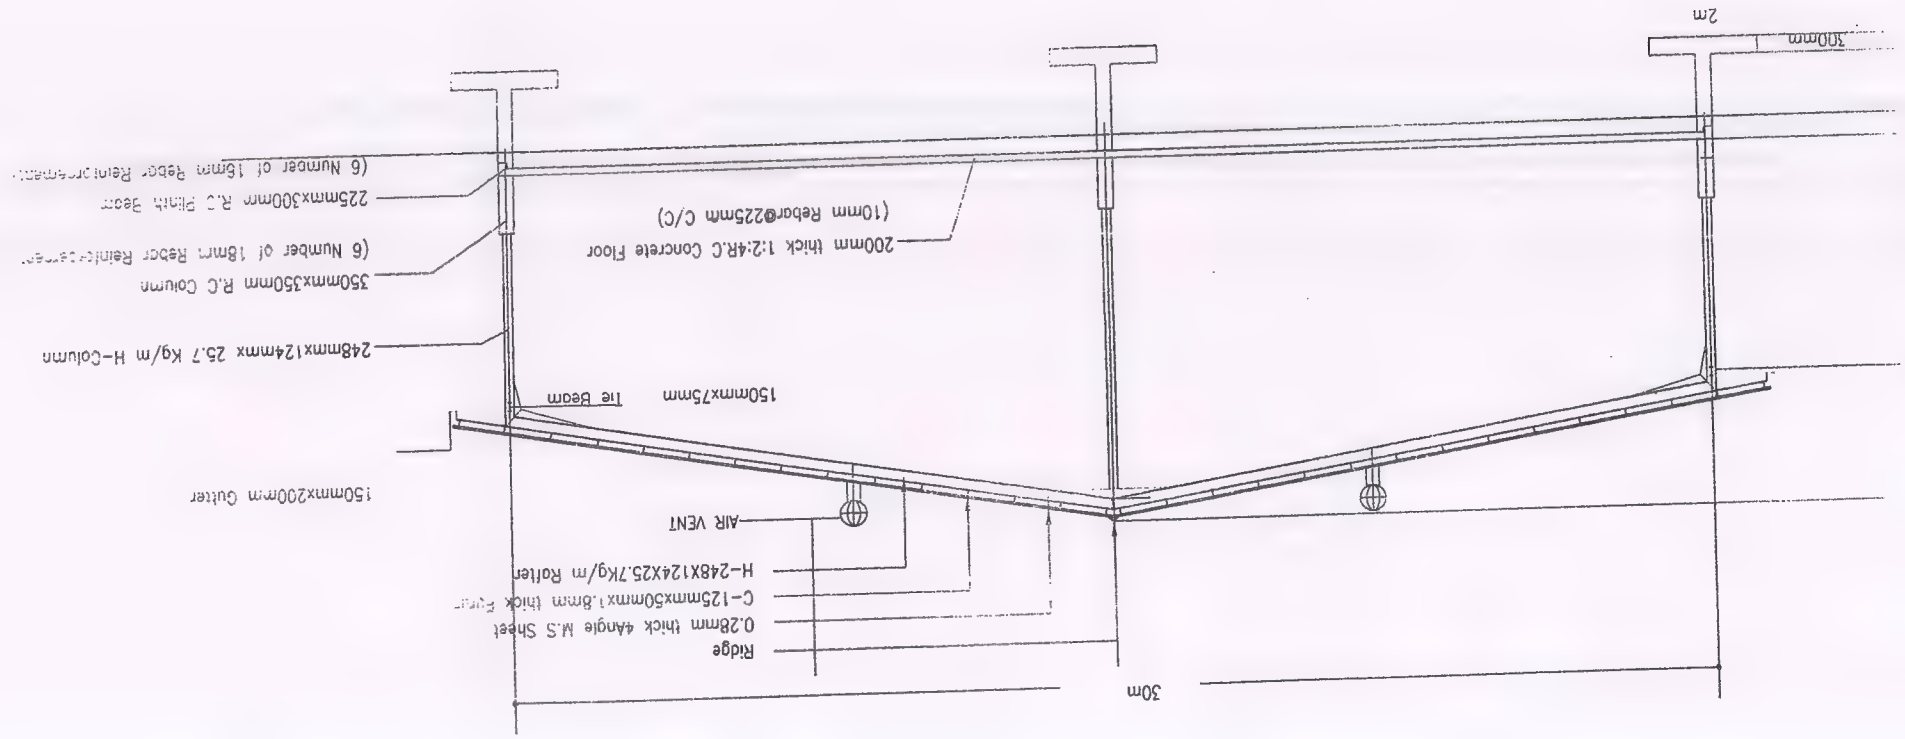 30m
Ridge
0.28mm thick 4Angle M.S Sheet
C-125mmx50mmx1.8mm thick
H-248X124X25.7Kg/m Rafter
AIR VENT
150mmx200mm Gutter
150mmx75mm Tie Beam
248mmx124mmx 25.7 Kg/m H-Column
350mmx350mm R.C Column
(6 Number of 18mm Rebar Reinforcement
200mm thick 1:2:4R.C Concrete Floor
(10mm Rebar@225mm C/C)
225mmx300mm R.C Plinth Beam
(6 Number of 16mm Rebar Reinforcement
300mm
2m